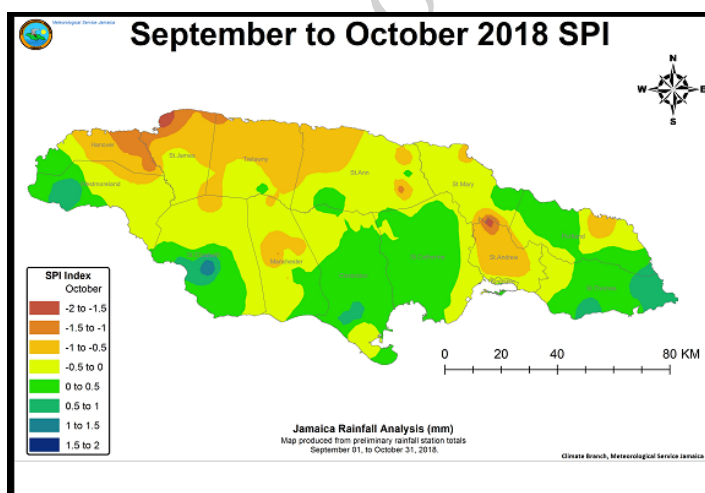 Meteorological Service Jamaica
September to October 2018 SPI
N
W E
S
Hanover
St.James
Trelawny
St.Ann
St.Mary
Westmoreland
Manchester
St.Andrew
SPI Index
October
-2 to -1.5
-1.5 to -1
-1 to -0.5
-0.5 to 0
0 to 0.5
0.5 to 1
1 to 1.5
1.5 to 2
0 20 40 80 KM
Jamaica Rainfall Analysis (mm)
Map produced from preliminary rainfall station totals
September 01, to October 31, 2018.
Climate Branch, Meteorological Service Jamaica